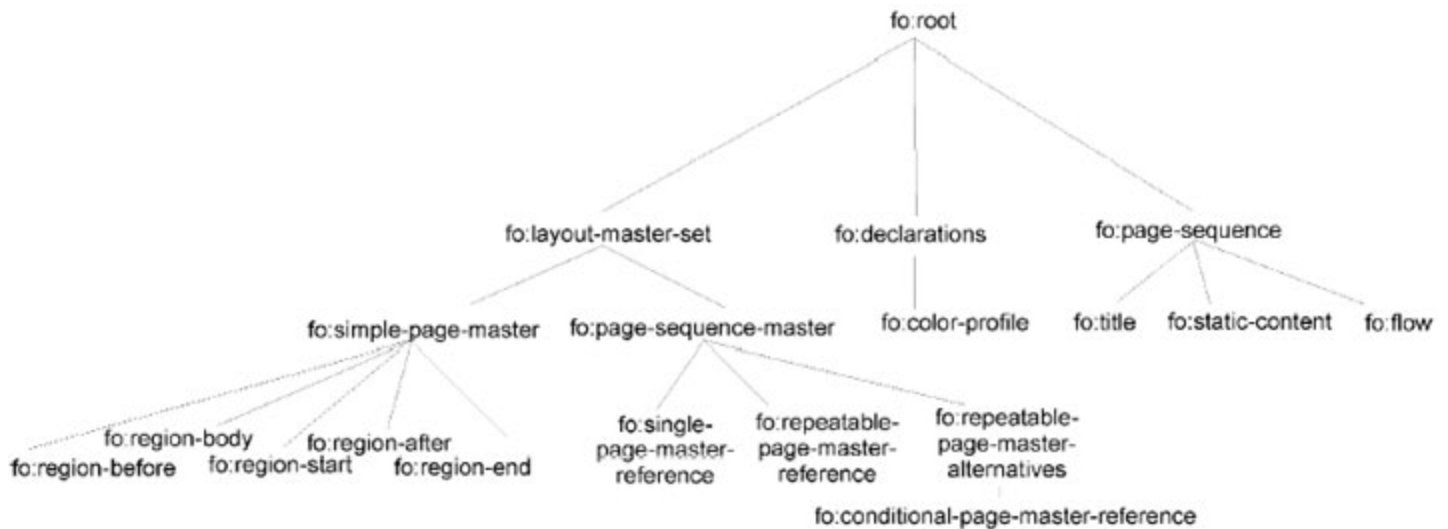 fo:root
fo:layout-master-set
fo:declarations
fo:page-sequence
fo:simple-page-master
fo:page-sequence-master
fo:color-profile
fo:title
fo:static-content
fo:flow
fo:region-before
fo:region-body
fo:region-start
fo:region-after
fo:region-end
fo:single-
page-master-
reference
fo:repeatable-
page-master-
reference
fo:repeatable-
page-master-
alternatives
fo:conditional-page-master-reference